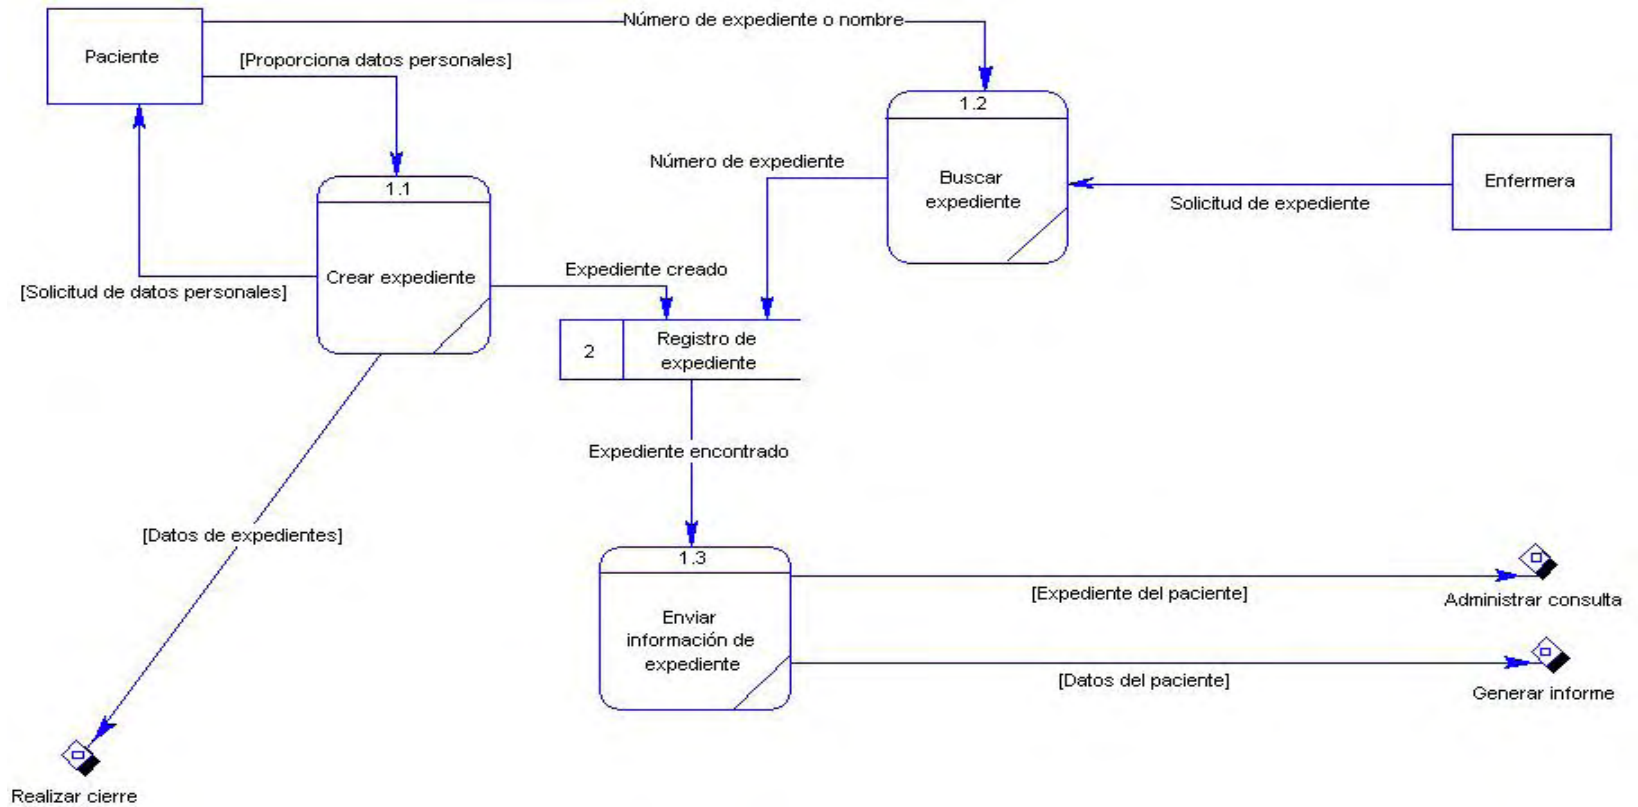 Número de expediente o nombre
Paciente
[Proporciona datos personales]
1.2
Número de expediente
Buscar
expediente
Enfermera
Solicitud de expediente
1.1
Crear expediente
[Solicitud de datos personales]
Expediente creado
2
Registro de
expediente
Expediente encontrado
[Datos de expedientes]
1.3
Enviar
información de
expediente
[Expediente del paciente]
Administrar consulta
[Datos del paciente]
Generar informe
Realizar cierre